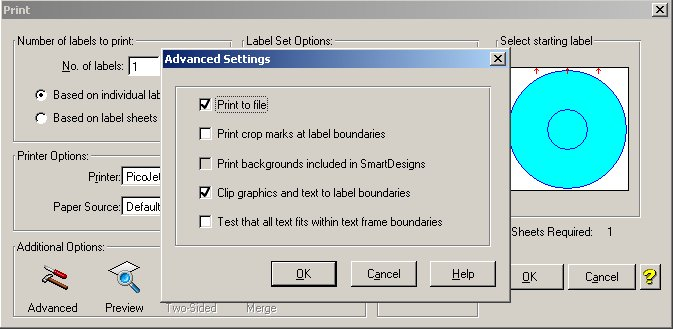 Print
Number of labels to print:
No. of labels: 1
Based on individual lab
Based on label sheets
Printer Options:
Printer: PicoJet
Paper Source: Default
Additional Options:
Advanced
Preview
Two-Sided
Merge
Label Set Options:
Advanced Settings
Print to file
Print crop marks at label boundaries
Print backgrounds included in SmartDesigns
Clip graphics and text to label boundaries
Test that all text fits within text frame boundaries
OK Cancel Help
Select starting label
Sheets Required: 1
OK Cancel ?